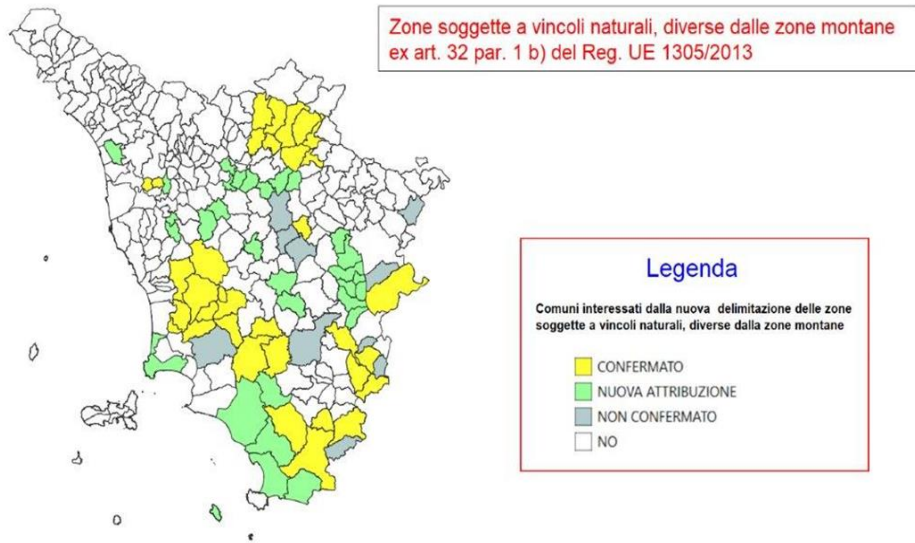 Zone soggette a vincoli naturali, diverse dalle zone montane
ex art. 32 par. 1 b) del Reg. UE 1305/2013
Legenda
Comuni interessati dalla nuova delimitazione delle zone
soggette a vincoli naturali, diverse dalla zone montane
CONFERMATO
NUOVA ATTRIBUZIONE
NON CONFERMATO
NO